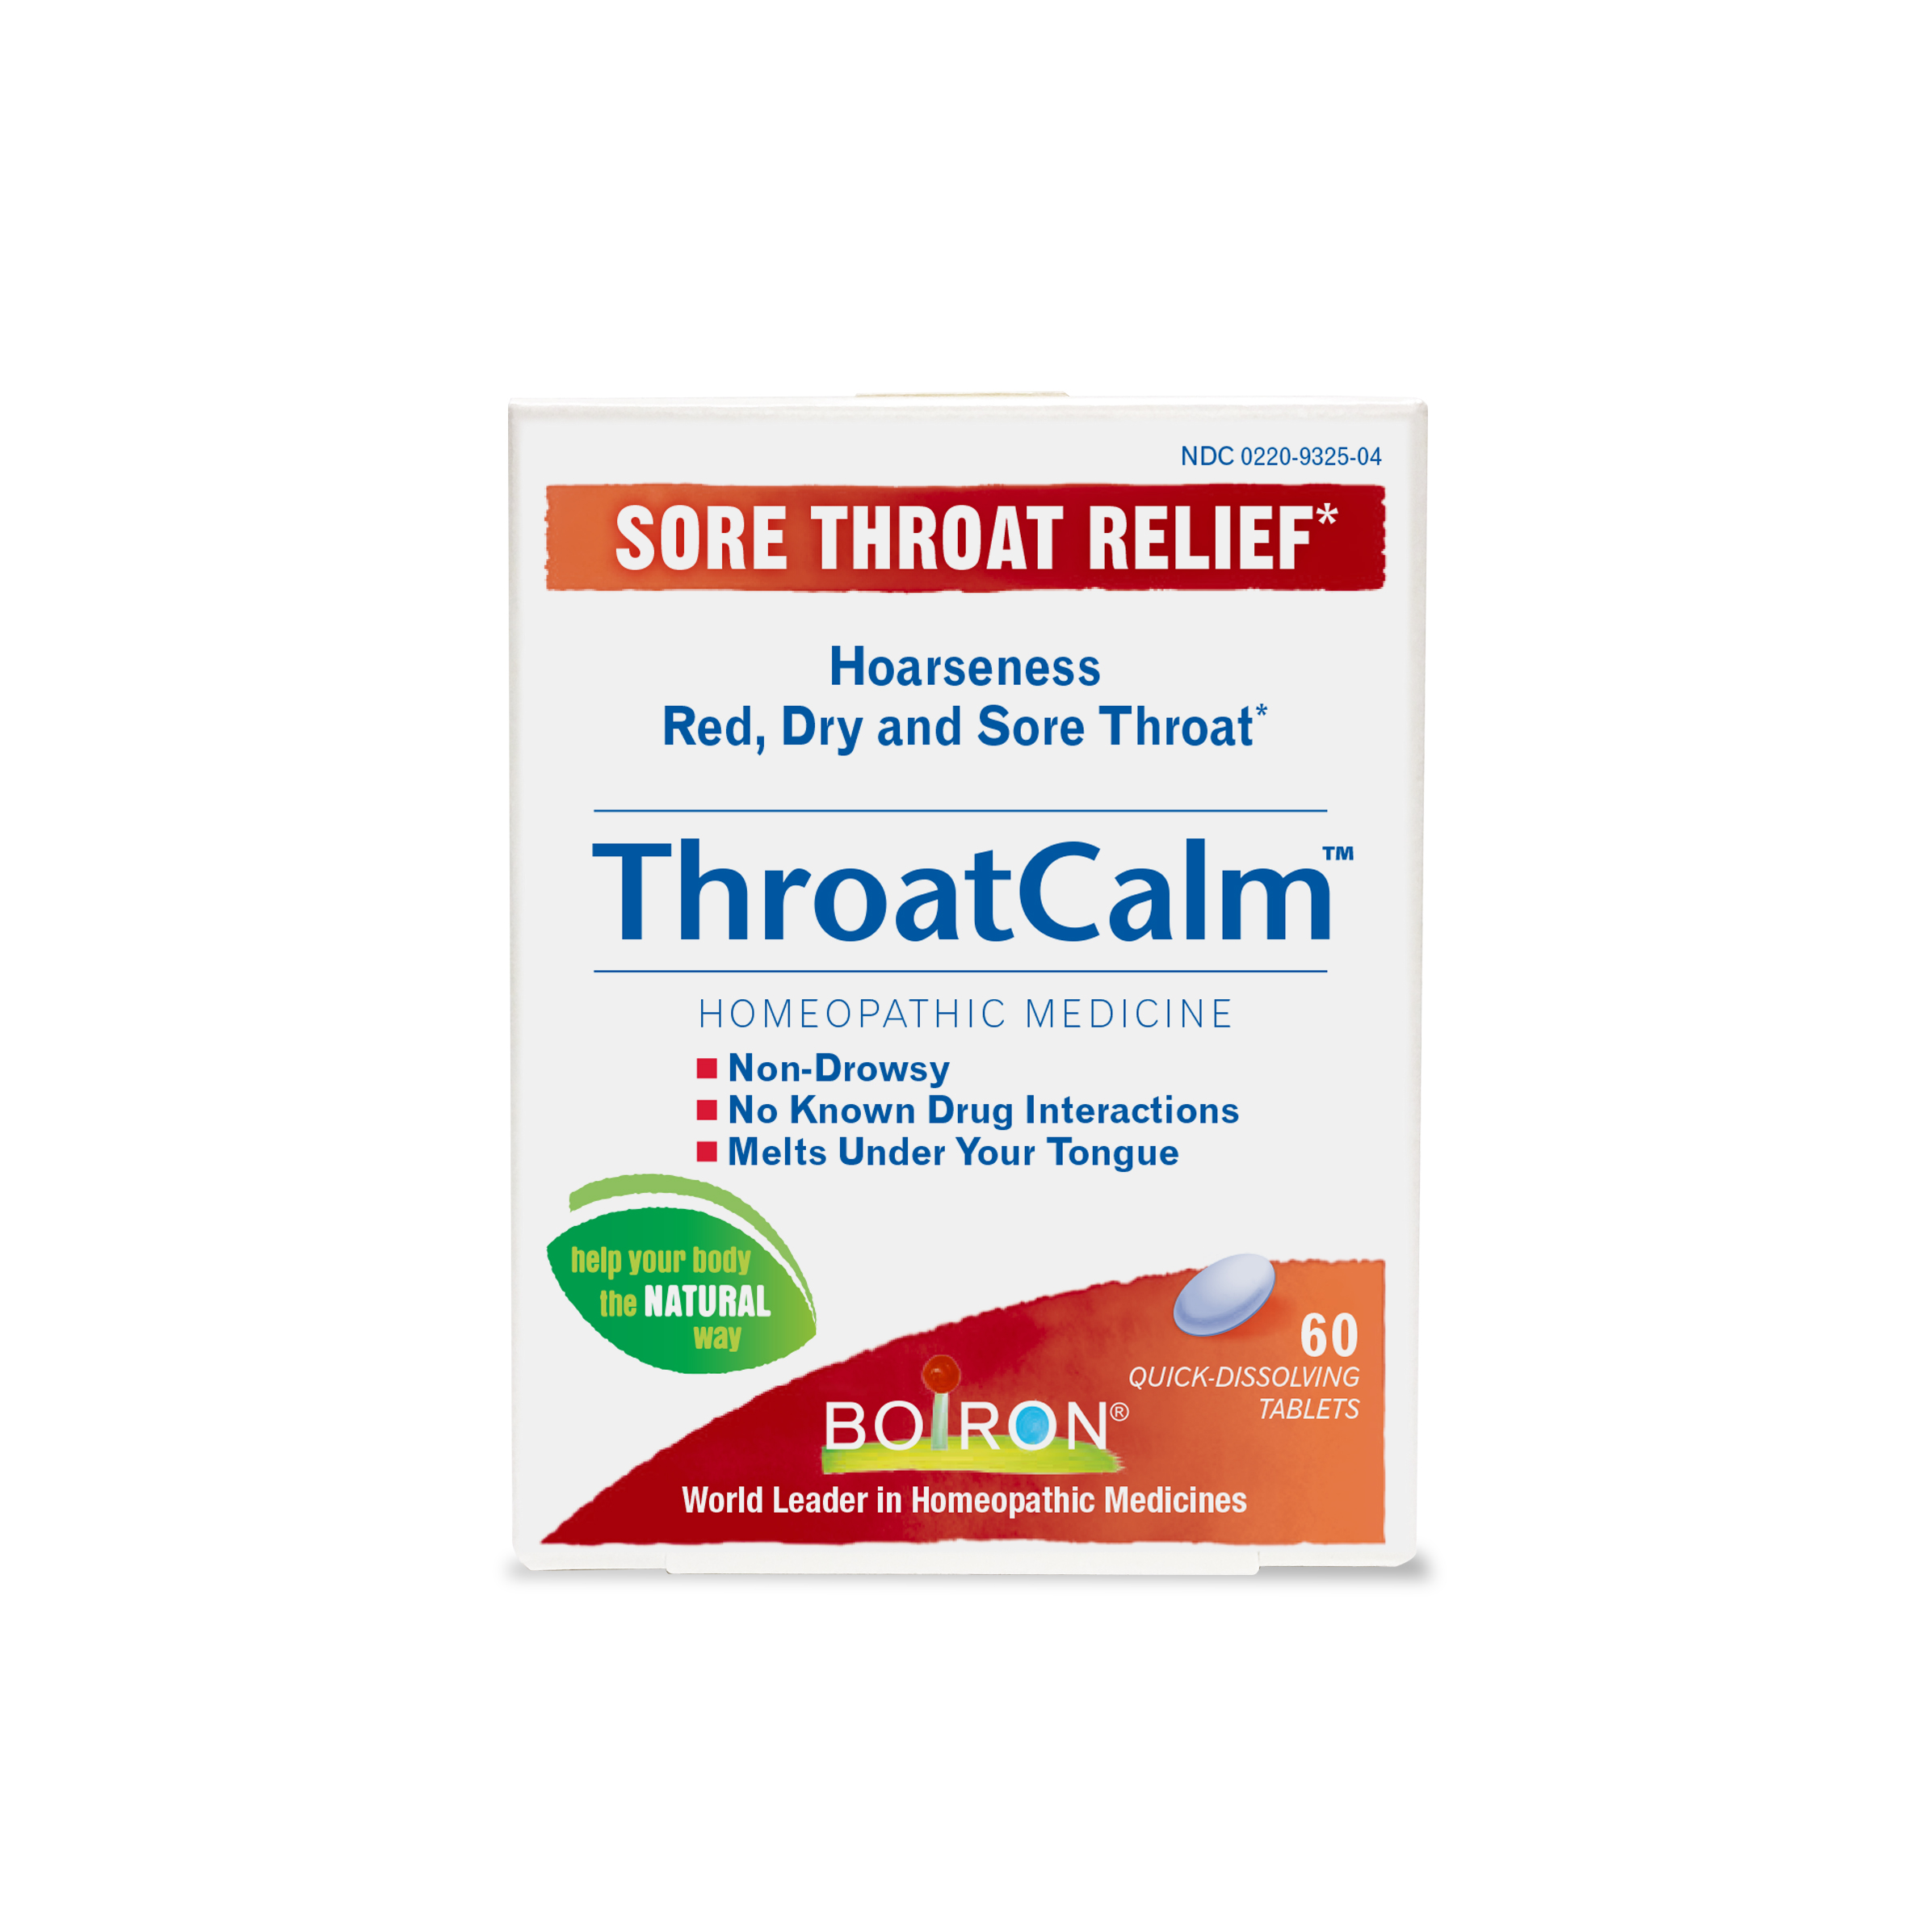 NDC 0220-9325-04
SORE THROAT RELIEF*
Hoarseness
Red, Dry and Sore Throat*
ThroatCalm™
HOMEOPATHIC MEDICINE
Non-Drowsy
No Known Drug Interactions
Melts Under Your Tongue
help your body
the NATURAL
way
60
QUICK-DISSOLVING
TABLETS
BOIRON®
World Leader in Homeopathic Medicines